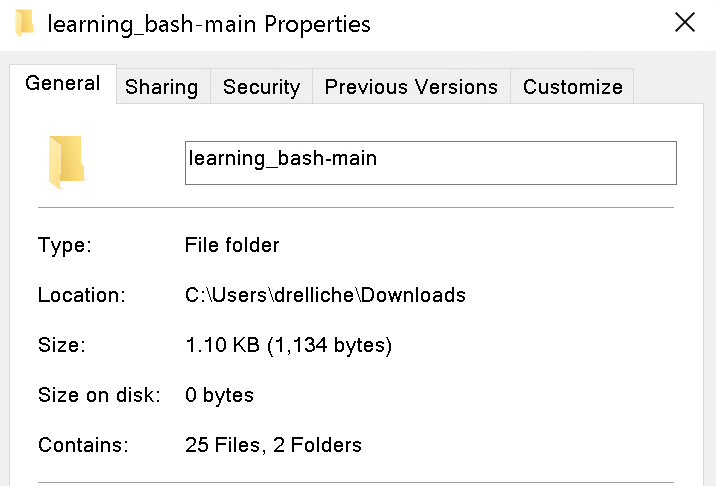 learning_bash-main Properties
General Sharing Security Previous Versions Customize
learning_bash-main
Type: File folder
Location: C:\Users\drelliche\Downloads
Size: 1.10 KB (1,134 bytes)
Size on disk: 0 bytes
Contains: 25 Files, 2 Folders